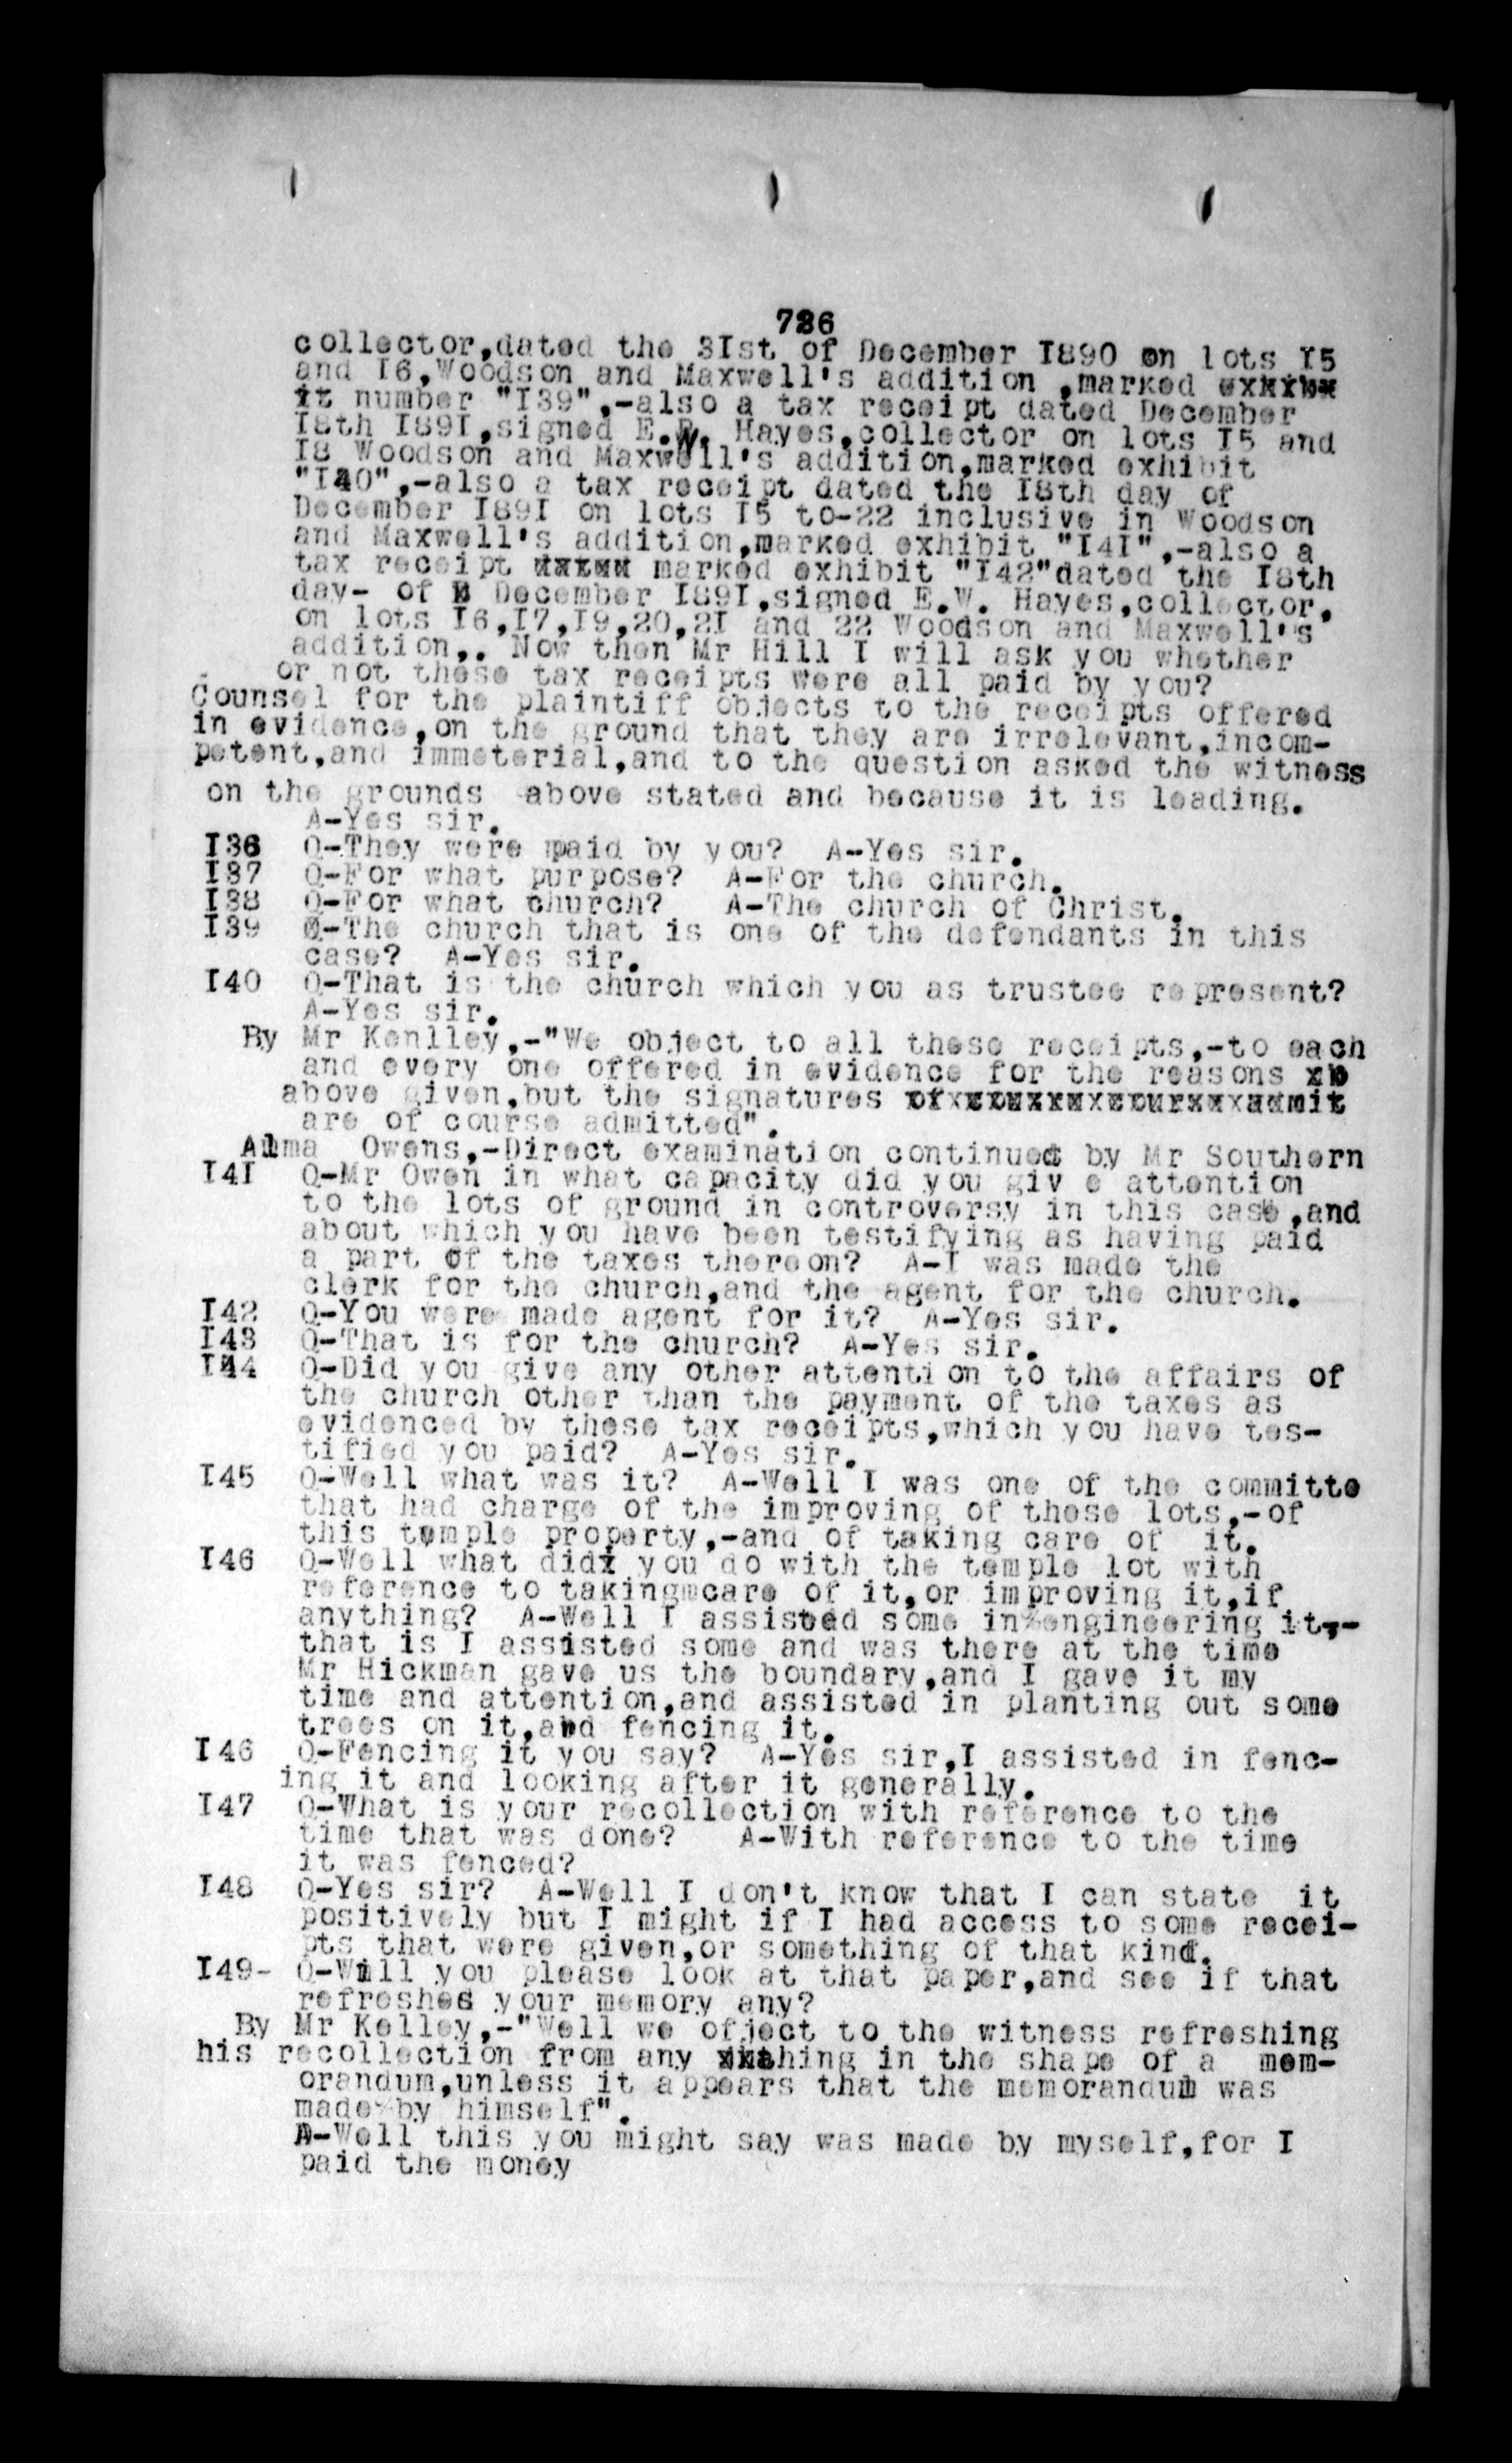 726
collector,dated the 3Ist of December I890 on lots I5
and I6,Woodson and Maxwell's addition ,marked exhibx
it number "I39",-also a tax receipt dated December
I8th I89I,signed E.W. Hayes,collector on lots I5 and
I8 Woodson and Maxwell's addition,marked exhibit
"I40",-also a tax receipt dated the I8th day of
December I89I on lots I5 to-22 inclusive in Woodson
and Maxwell's addition,marked exhibit "I4I",-also a
tax receipt marked exhibit "I42"dated the I8th
day- of December I89I,signed E.W. Hayes,collector,
on lots I6,I7,I9,20,2I and 22 Woodson and Maxwell's
addition,. Now then Mr Hill I will ask you whether
or not these tax receipts were all paid by you?
Counsel for the plaintiff objects to the receipts offered
in evidence,on the ground that they are irrelevant,incom-
petent,and immeterial,and to the question asked the witness
on the grounds above stated and because it is leading.
A-Yes sir.
I36 Q-They were paid by you? A-Yes sir.
I37 Q-For what purpose? A-For the church.
I38 Q-For what church? A-The church of Christ.
I39 Q-The church that is one of the defendants in this
case? A-Yes sir.
I40 Q-That is the church which you as trustee represent?
A-Yes sir.
By Mr Kenlley,-"We object to all these receipts,-to each
and every one offered in evidence for the reasons
above given,but the signatures
are of course admitted".
Alma Owens,-Direct examination continued by Mr Southern
I4I Q-Mr Owen in what capacity did you giv e attention
to the lots of ground in controversy in this case,and
about which you have been testifying as having paid
a part of the taxes thereon? A-I was made the
clerk for the church,and the agent for the church.
I42 Q-You were made agent for it? A-Yes sir.
I43 Q-That is for the church? A-Yes sir.
I44 Q-Did you give any other attention to the affairs of
the church other than the payment of the taxes as
evidenced by these tax receipts,which you have tes-
tified you paid? A-Yes sir.
I45 Q-Well what was it? A-Well I was one of the committe
that had charge of the improving of these lots,-of
this temple property,-and of taking care of it.
I46 Q-Well what did you do with the temple lot with
reference to takingmcare of it,or improving it,if
anything? A-Well I assisted some in engineering it,-
that is I assisted some and was there at the time
Mr Hickman gave us the boundary,and I gave it my
time and attention,and assisted in planting out some
trees on it,and fencing it.
I46 Q-Fencing it you say? A-Yes sir,I assisted in fenc-
ing it and looking after it generally.
I47 Q-What is your recollection with reference to the
time that was done? A-With reference to the time
it was fenced?
I48 Q-Yes sir? A-Well I don't know that I can state it
positively but I might if I had access to some recei-
pts that were given,or something of that kind.
I49- Q-Will you please look at that paper,and see if that
refreshes your memory any?
By Mr Kelley,-"Well we ofject to the witness refreshing
his recollection from any thing in the shape of a mem-
orandum,unless it appears that the memorandum was
made by himself".
A-Well this you might say was made by myself,for I
paid the money